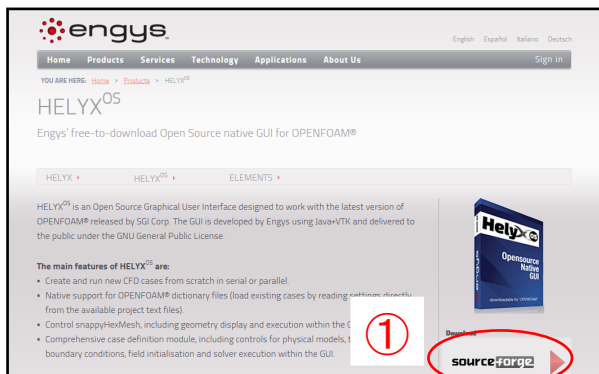 engys
English Español Italiano Deutsch
Home Products Services Technology Applications About Us Sign in
YOU ARE HERE: Home > Products > HELYXOS
HELYXOS
Engys' free-to-download Open Source native GUI for OPENFOAM®
HELYX HELYXOS ELEMENTS
HELYXOS is an Open Source Graphical User Interface designed to work with the latest version of
OPENFOAM® released by SGI Corp. The GUI is developed by Engys using Java+VTK and delivered to
the public under the GNU General Public License.
The main features of HELYXOS are:
• Create and run new CFD cases from scratch in serial or parallel.
• Native support for OPENFOAM® dictionary files (load existing cases by reading settings directly
from the available project text files).
• Control snappyHexMesh, including geometry display and execution within the
• Comprehensive case definition module, including controls for physical models,
boundary conditions, field initialisation and solver execution within the GUI.
①
HelyxOS
Opensource
Native
GUI
downloadable for OPENFOAM
Download
sourceforge